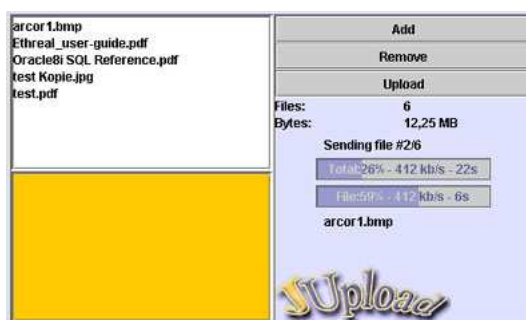 arcor1.bmp
Ethreal_user-guide.pdf
Oracle8i SQL Reference.pdf
test Kopie.jpg
test.pdf
Add
Remove
Upload
Files: 6
Bytes: 12,25 MB
Sending file #2/6
Total:26% - 412 kb/s - 22s
File:59% - 412 kb/s - 6s
arcor1.bmp
JUpload